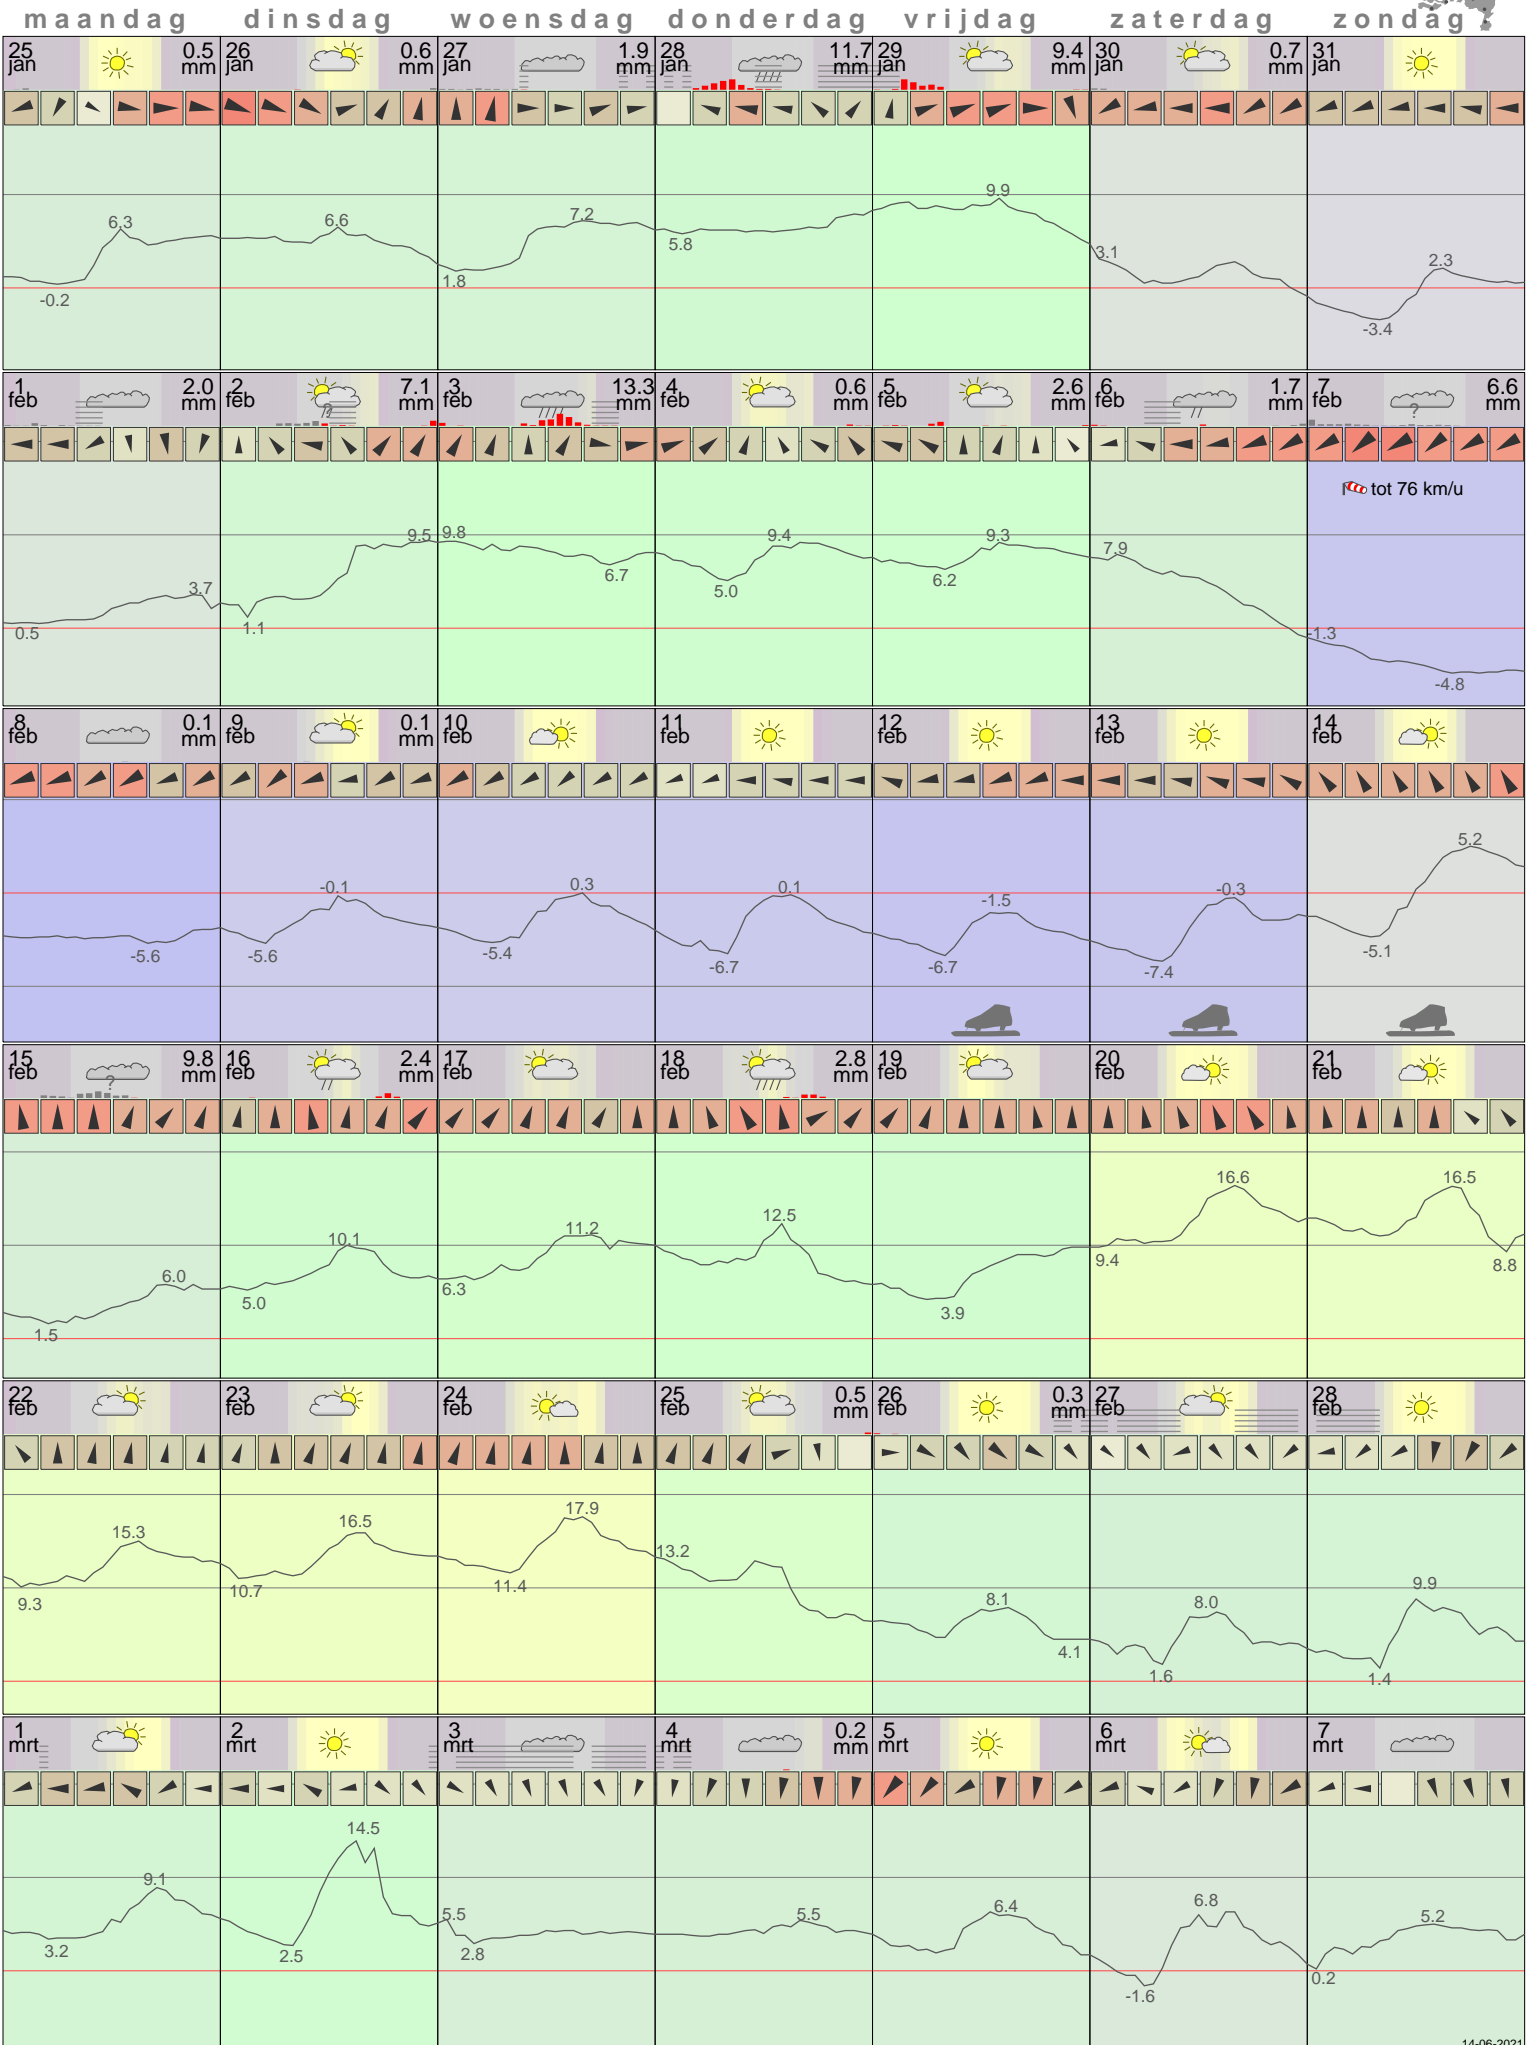 maandag dinsdag woensdag donderdag vrijdag zaterdag zondag
25 jan 0.5 mm 26 jan 0.6 mm 27 jan 1.9 mm 28 jan 11.7 mm 29 jan 9.4 mm 30 jan 0.7 mm 31 jan
6.3 6.6 7.2 9.9
-0.2 1.8 5.8 3.1 -3.4 2.3
1 feb 2.0 mm 2 feb ? 7.1 mm 3 feb 13.3 mm 4 feb 0.6 mm 5 feb 2.6 mm 6 feb 1.7 mm 7 feb ? 6.6 mm
tot 76 km/u
0.5 3.7 1.1 9.5 9.8 6.7 5.0 9.4 6.2 9.3 7.9 -1.3 -4.8
8 feb 0.1 mm 9 feb 0.1 mm 10 feb 11 feb 12 feb 13 feb 14 feb
-5.6 -5.6 -0.1 -5.4 0.3 -6.7 0.1 -6.7 -1.5 -7.4 -0.3 -5.1 5.2
15 feb ? 9.8 mm 16 feb 2.4 mm 17 feb 18 feb 2.8 mm 19 feb 20 feb 21 feb
1.5 6.0 5.0 10.1 6.3 11.2 12.5 3.9 9.4 16.6 16.5 8.8
22 feb 23 feb 24 feb 25 feb 0.5 mm 26 feb 0.3 mm 27 feb 28 feb
9.3 15.3 10.7 16.5 11.4 17.9 13.2 8.1 4.1 1.6 8.0 1.4 9.9
1 mrt 2 mrt 3 mrt 4 mrt 0.2 mm 5 mrt 6 mrt 7 mrt
3.2 9.1 2.5 14.5 5.5 2.8 5.5 6.4 -1.6 6.8 0.2 5.2
14-06-2021